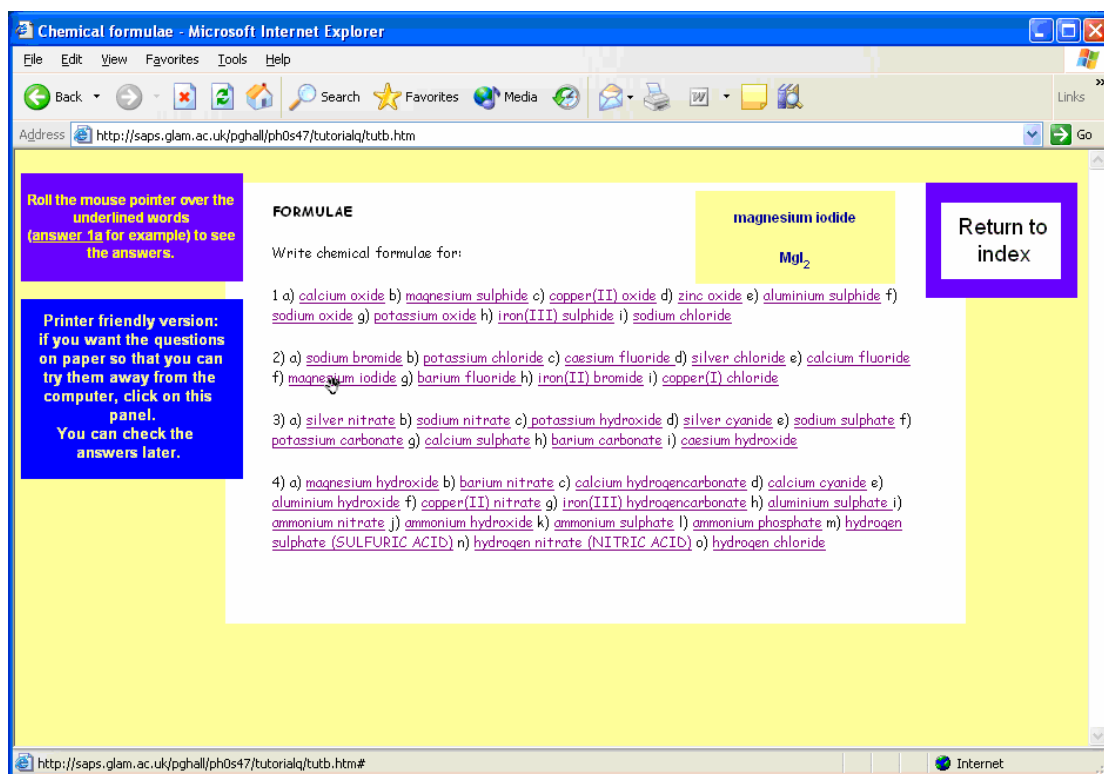 Chemical formulae - Microsoft Internet Explorer
File Edit View Favorites Tools Help
Back Search Favorites Media Links »
Address http://saps.glam.ac.uk/pghall/ph0s47/tutorialq/tutb.htm Go
Roll the mouse pointer over the
underlined words
(answer 1a for example) to see
the answers.
Printer friendly version:
if you want the questions
on paper so that you can
try them away from the
computer, click on this
panel.
You can check the
answers later.
FORMULAE
Write chemical formulae for:
magnesium iodide
MgI2
Return to
index
1 a) calcium oxide b) magnesium sulphide c) copper(II) oxide d) zinc oxide e) aluminium sulphide f)
sodium oxide g) potassium oxide h) iron(III) sulphide i) sodium chloride
2) a) sodium bromide b) potassium chloride c) caesium fluoride d) silver chloride e) calcium fluoride
f) magnesium iodide g) barium fluoride h) iron(II) bromide i) copper(I) chloride
3) a) silver nitrate b) sodium nitrate c) potassium hydroxide d) silver cyanide e) sodium sulphate f)
potassium carbonate g) calcium sulphate h) barium carbonate i) caesium hydroxide
4) a) magnesium hydroxide b) barium nitrate c) calcium hydrogencarbonate d) calcium cyanide e)
aluminium hydroxide f) copper(II) nitrate g) iron(III) hydrogencarbonate h) aluminium sulphate i)
ammonium nitrate j) ammonium hydroxide k) ammonium sulphate l) ammonium phosphate m) hydrogen
sulphate (SULFURIC ACID) n) hydrogen nitrate (NITRIC ACID) o) hydrogen chloride
http://saps.glam.ac.uk/pghall/ph0s47/tutorialq/tutb.htm# Internet